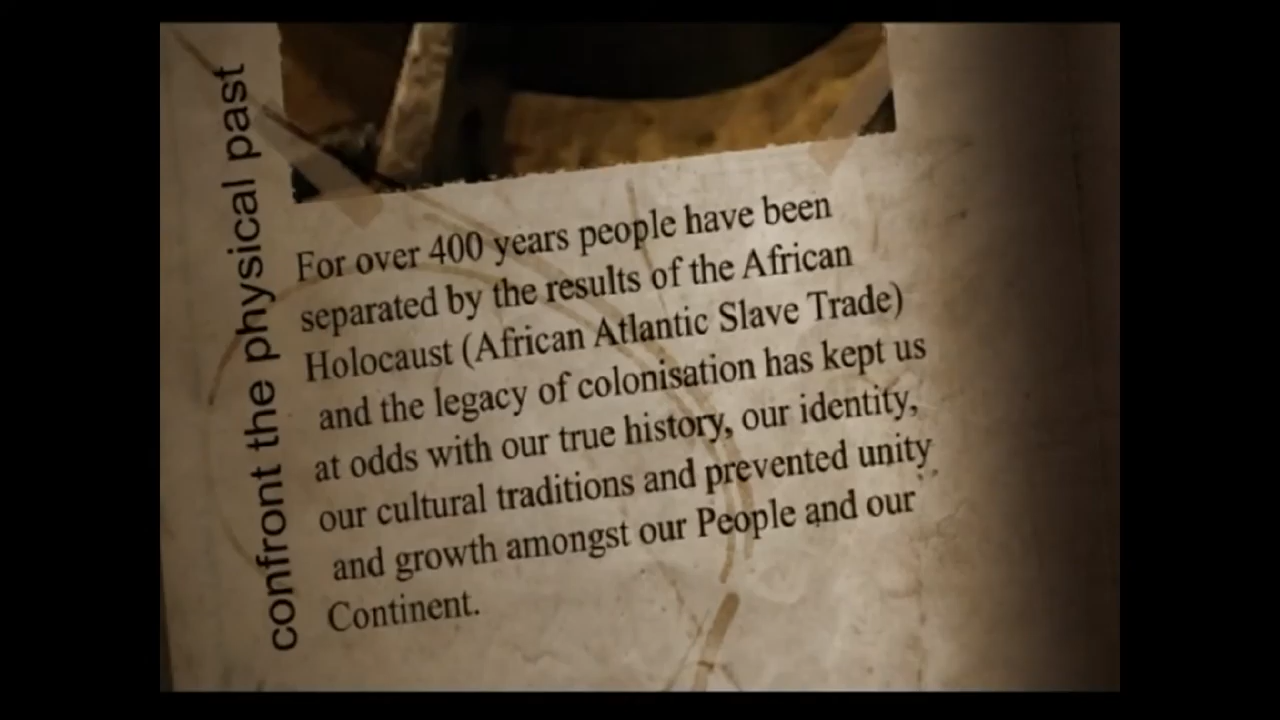 confront the physical past
For over 400 years people have been
separated by the results of the African
Holocaust (African Atlantic Slave Trade)
and the legacy of colonisation has kept us
at odds with our true history, our identity,
our cultural traditions and prevented unity
and growth amongst our People and our
Continent.